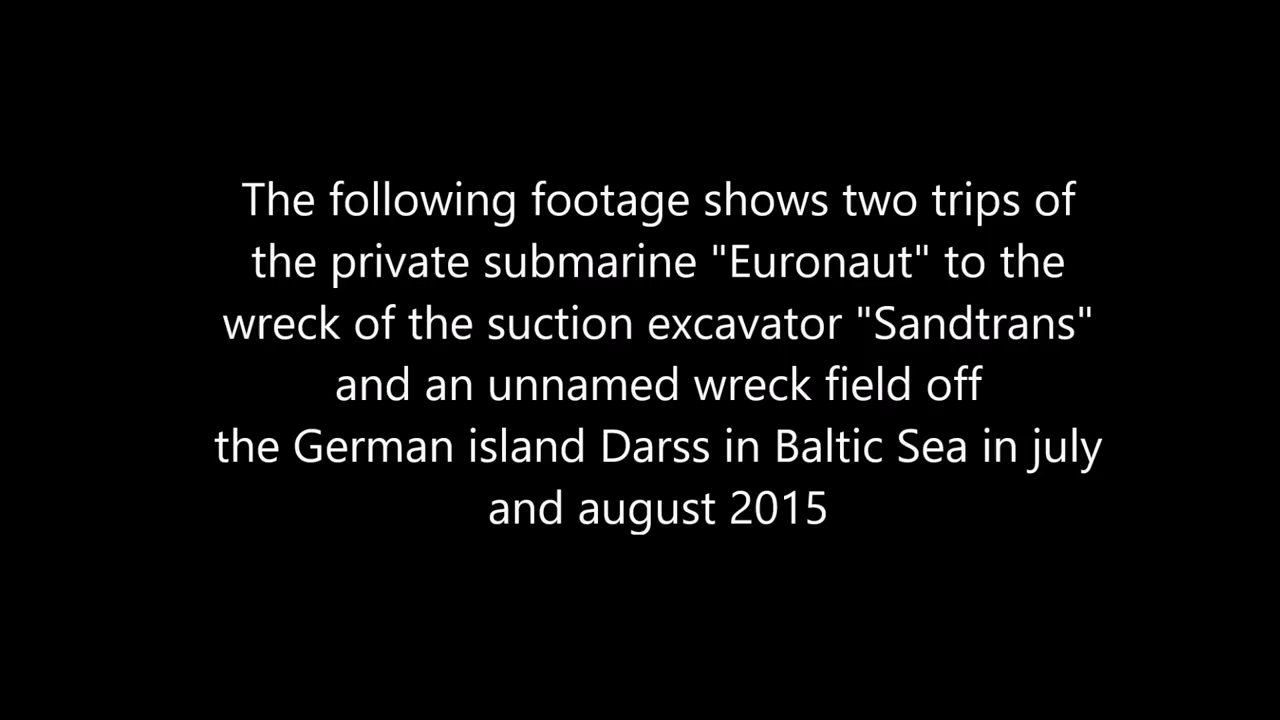 The following footage shows two trips of
the private submarine "Euronaut" to the
wreck of the suction excavator "Sandtrans"
and an unnamed wreck field off
the German island Darss in Baltic Sea in july
and august 2015